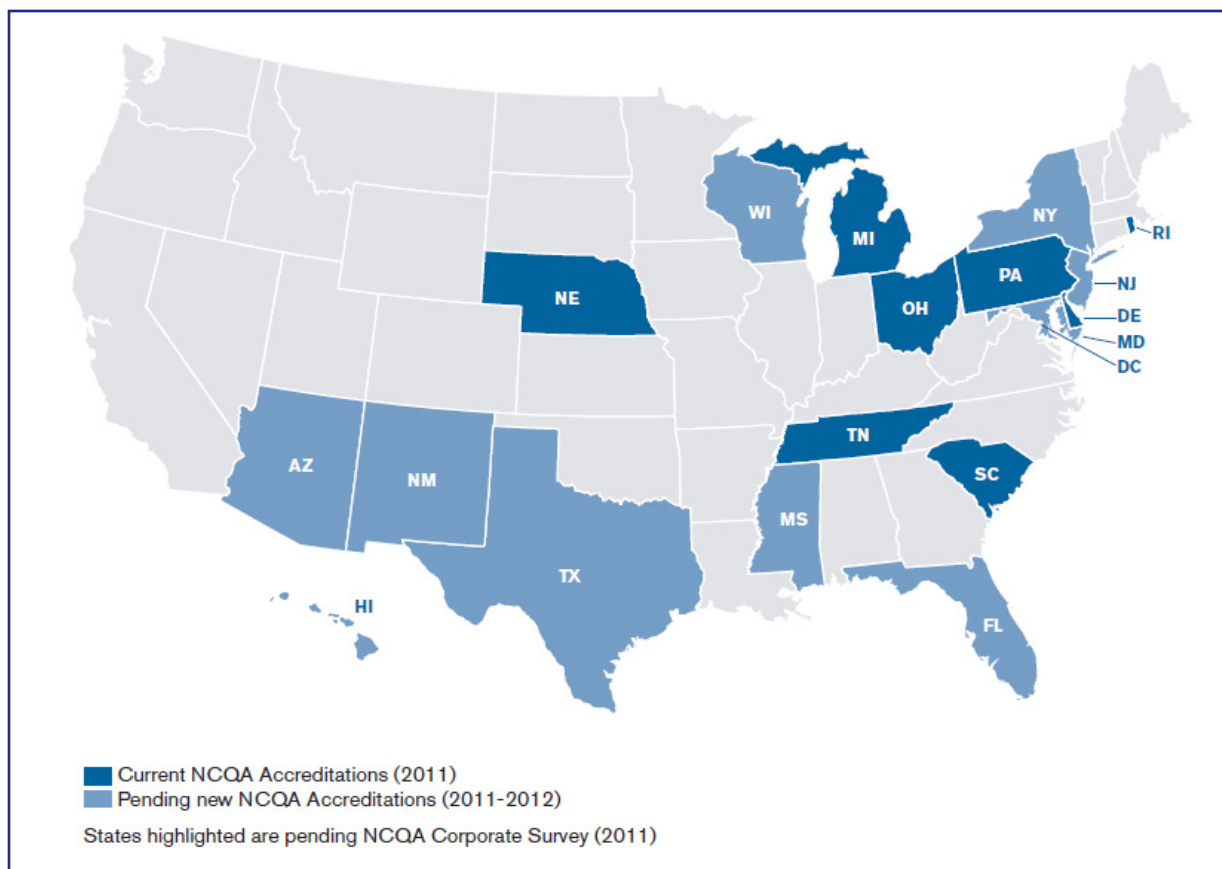 WI
NY
MI
RI
PA
NE
NJ
OH
DE
MD
DC
TN
AZ
NM
SC
MS
TX
HI
FL
Current NCQA Accreditations (2011)
Pending new NCQA Accreditations (2011-2012)
States highlighted are pending NCQA Corporate Survey (2011)